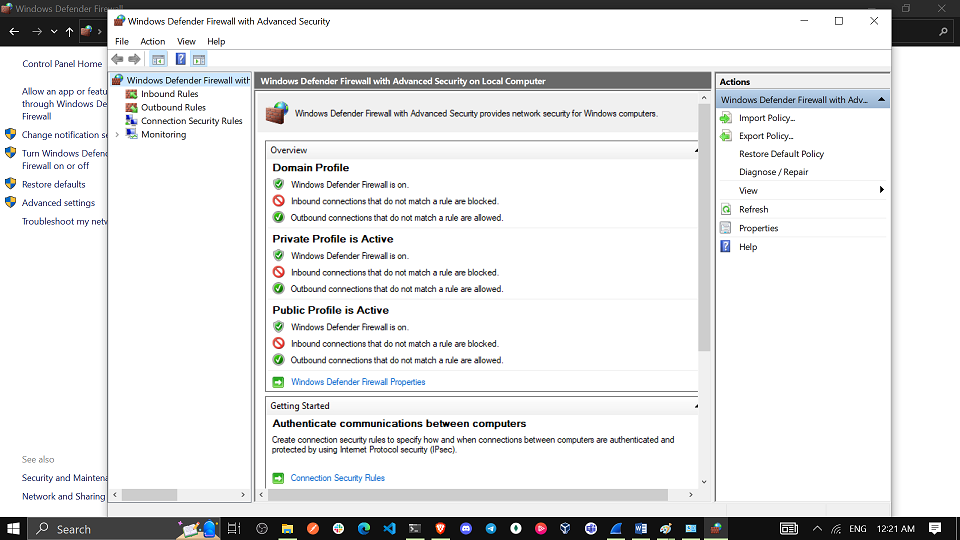 Windows Defender Firewall
Control Panel Home
Allow an app or featu
through Windows De
Firewall
Change notification se
Turn Windows Defend
Firewall on or off
Restore defaults
Advanced settings
Troubleshoot my netw
See also
Security and Maintena
Network and Sharing
Windows Defender Firewall with Advanced Security
File Action View Help
Windows Defender Firewall with
Inbound Rules
Outbound Rules
Connection Security Rules
Monitoring
Windows Defender Firewall with Advanced Security on Local Computer
Windows Defender Firewall with Advanced Security provides network security for Windows computers.
Overview
Domain Profile
Windows Defender Firewall is on.
Inbound connections that do not match a rule are blocked.
Outbound connections that do not match a rule are allowed.
Private Profile is Active
Windows Defender Firewall is on.
Inbound connections that do not match a rule are blocked.
Outbound connections that do not match a rule are allowed.
Public Profile is Active
Windows Defender Firewall is on.
Inbound connections that do not match a rule are blocked.
Outbound connections that do not match a rule are allowed.
Windows Defender Firewall Properties
Getting Started
Authenticate communications between computers
Create connection security rules to specify how and when connections between computers are authenticated and
protected by using Internet Protocol security (IPsec).
Connection Security Rules
Actions
Windows Defender Firewall with Adv...
Import Policy...
Export Policy...
Restore Default Policy
Diagnose / Repair
View
Refresh
Properties
Help
Search
ENG 12:21 AM